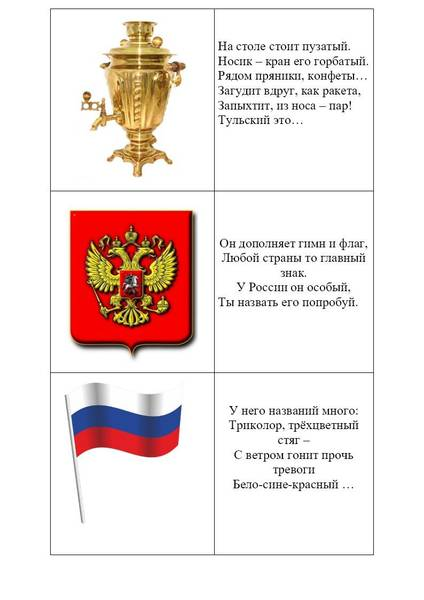 На столе стоит пузатый.
Носик – кран его горбатый.
Рядом пряники, конфеты…
Загудит вдруг, как ракета,
Запыхтит, из носа – пар!
Тульский это…
Он дополняет гимн и флаг,
Любой страны то главный
знак.
У России он особый,
Ты назвать его попробуй.
У него названий много:
Триколор, трёхцветный
стяг –
С ветром гонит прочь
тревоги
Бело-сине-красный …